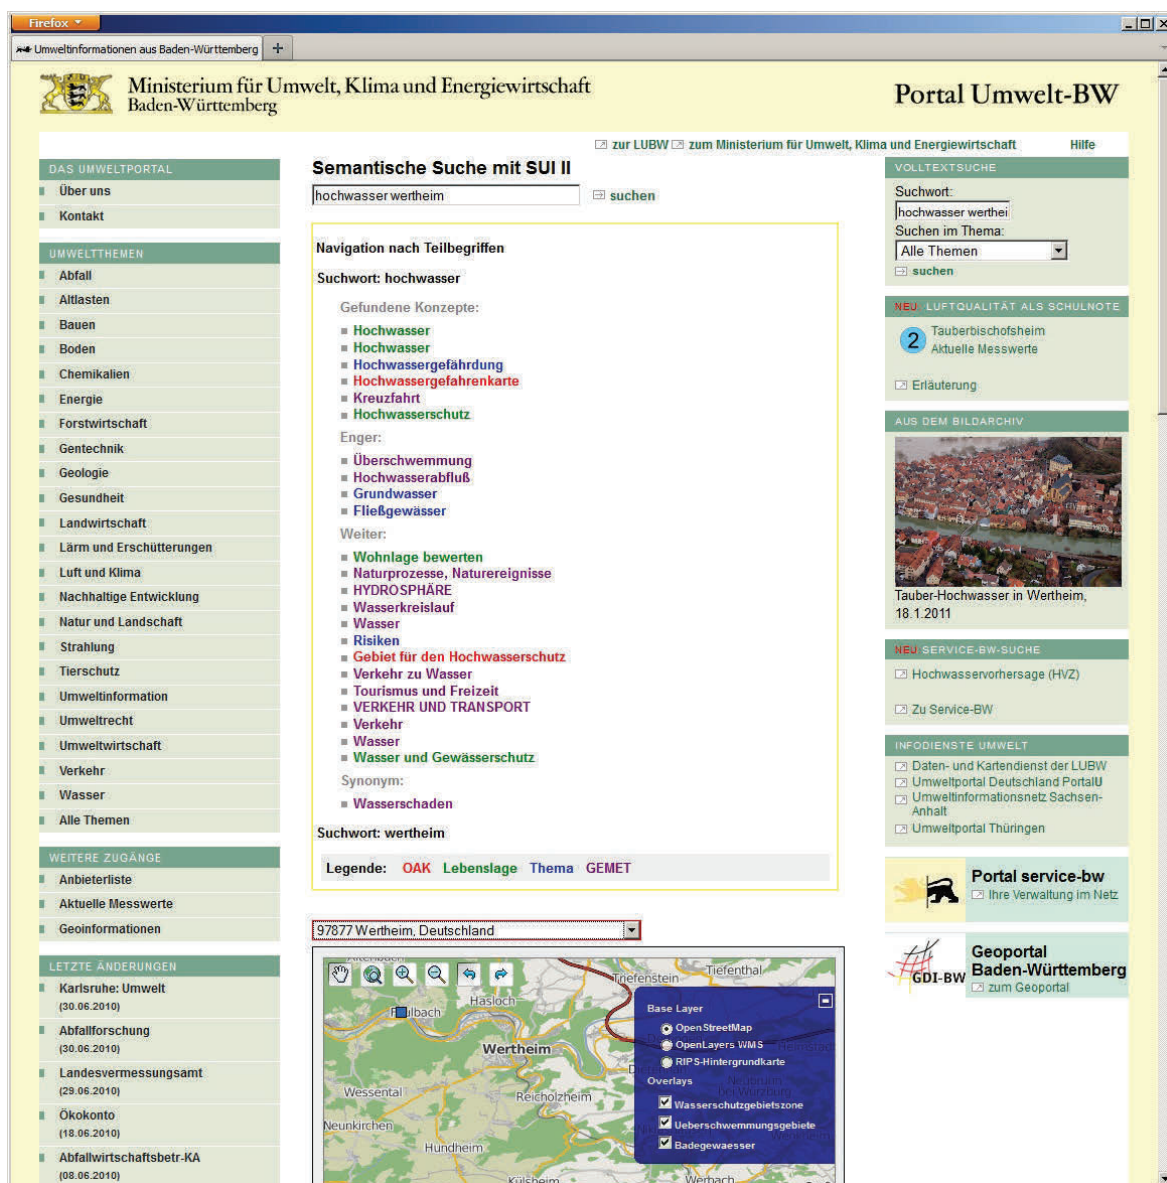 Firefox
Umweltinformationen aus Baden-Württemberg
Ministerium für Umwelt, Klima und Energiewirtschaft
Baden-Württemberg
Portal Umwelt-BW
zur LUBW zum Ministerium für Umwelt, Klima und Energiewirtschaft Hilfe
DAS UMWELTPORTAL
Über uns
Kontakt
UMWELTTHEMEN
Abfall
Altlasten
Bauen
Boden
Chemikalien
Energie
Forstwirtschaft
Gentechnik
Geologie
Gesundheit
Landwirtschaft
Lärm und Erschütterungen
Luft und Klima
Nachhaltige Entwicklung
Natur und Landschaft
Strahlung
Tierschutz
Umweltinformation
Umweltrecht
Umweltwirtschaft
Verkehr
Wasser
Alle Themen
WEITERE ZUGÄNGE
Anbieterliste
Aktuelle Messwerte
Geoinformationen
LETZTE ÄNDERUNGEN
Karlsruhe: Umwelt
(30.06.2010)
Abfallforschung
(30.06.2010)
Landesvermessungsamt
(29.06.2010)
Ökokonto
(18.06.2010)
Abfallwirtschaftsbetr-KA
(08.06.2010)
Semantische Suche mit SUI II
hochwasser wertheim suchen
Navigation nach Teilbegriffen
Suchwort: hochwasser
Gefundene Konzepte:
Hochwasser
Hochwasser
Hochwassergefährdung
Hochwassergefahrenkarte
Kreuzfahrt
Hochwasserschutz
Enger:
Überschwemmung
Hochwasserabfluß
Grundwasser
Fließgewässer
Weiter:
Wohnlage bewerten
Naturprozesse, Naturereignisse
HYDROSPHÄRE
Wasserkreislauf
Wasser
Risiken
Gebiet für den Hochwasserschutz
Verkehr zu Wasser
Tourismus und Freizeit
VERKEHR UND TRANSPORT
Verkehr
Wasser
Wasser und Gewässerschutz
Synonym:
Wasserschaden
Suchwort: wertheim
Legende: OAK Lebenslage Thema GEMET
97877 Wertheim, Deutschland
Triefenstein
Tiefenthal
Hasloch
Wertheim
Wessental
Reicholzheim
Neunkirchen
Hundheim
Külsheim
Werbach
Base Layer
OpenStreetMap
OpenLayers WMS
RIPS-Hintergrundkarte
Overlays
Wasserschutzgebietszone
Ueberschwemmungsgebiete
Badegewaesser
VOLLTEXTSUCHE
Suchwort:
hochwasser werthei
Suchen im Thema:
Alle Themen
suchen
NEU: LUFTQUALITÄT ALS SCHULNOTE
2
Tauberbischofsheim
Aktuelle Messwerte
Erläuterung
AUS DEM BILDARCHIV
Tauber-Hochwasser in Wertheim,
18.1.2011
NEU: SERVICE-BW-SUCHE
Hochwasservorhersage (HVZ)
Zu Service-BW
INFODIENSTE UMWELT
Daten- und Kartendienst der LUBW
Umweltportal Deutschland PortalU
Umweltinformationsnetz Sachsen-
Anhalt
Umweltportal Thüringen
Portal service-bw
Ihre Verwaltung im Netz
GDI-BW
Geoportal
Baden-Württemberg
zum Geoportal